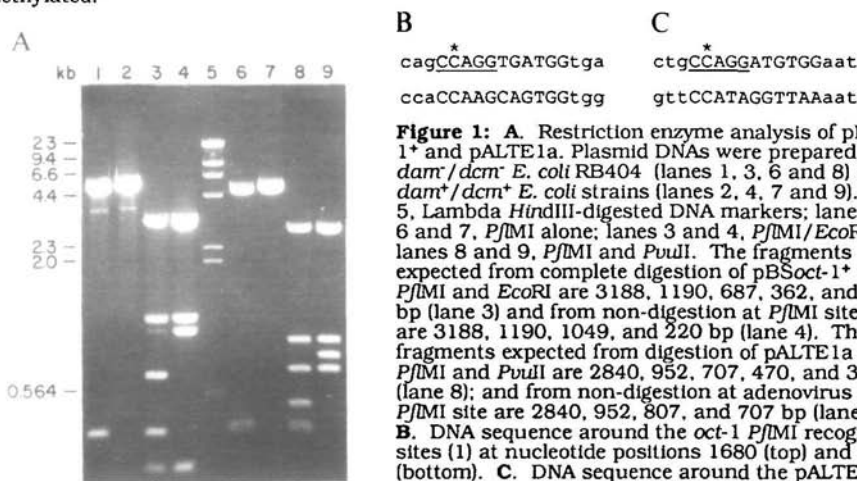 ethylated.
A
kb 1 2 3 4 5 6 7 8 9
23
9.4
6.6
4.4
2.3
2.0
0.564
B
*
cagCCAGGTGATGGtga
ccaCCAAGCAGTGGtgg
C
*
ctgCCAGGATGTGGaat
gttCCATAGGTTAAaat
Figure 1: A. Restriction enzyme analysis of
1+ and pALTE1a. Plasmid DNAs were prepared
dam-/dcm- E. coli RB404 (lanes 1, 3, 6 and 8)
dam+/dcm+ E. coli strains (lanes 2, 4, 7 and 9).
5, Lambda HindIII-digested DNA markers; lane
6 and 7, PflMI alone; lanes 3 and 4, PflMI/EcoR
lanes 8 and 9, PflMI and PvuII. The fragments
expected from complete digestion of pBSoct-1+
PflMI and EcoRI are 3188, 1190, 687, 362, and
bp (lane 3) and from non-digestion at PflMI site
are 3188, 1190, 1049, and 220 bp (lane 4). Th
fragments expected from digestion of pALTE1a
PflMI and PvuII are 2840, 952, 707, 470, and 3
(lane 8); and from non-digestion at adenovirus
PflMI site are 2840, 952, 807, and 707 bp (lane
B. DNA sequence around the oct-1 PflMI recog
sites (1) at nucleotide positions 1680 (top) and
(bottom). C. DNA sequence around the pALTE